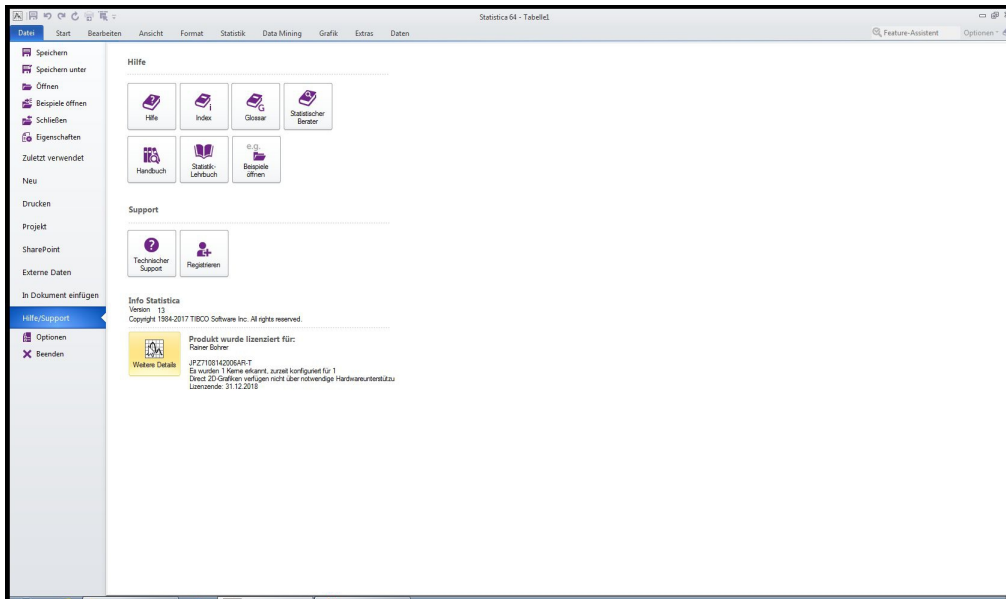 Statistica 64 - Tabelle1
Datei Start Bearbeiten Ansicht Format Statistik Data Mining Grafik Extras Daten Feature-Assistent Optionen
Speichern
Speichern unter
Öffnen
Beispiele öffnen
Schließen
Eigenschaften
Zuletzt verwendet
Neu
Drucken
Projekt
SharePoint
Externe Daten
In Dokument einfügen
Hilfe/Support
Optionen
Beenden
Hilfe
Hilfe
Index
Glossar
Statistischer
Berater
Handbuch
Statistik-
Lehrbuch
e.g.
Beispiele
öffnen
Support
Technischer
Support
Registrieren
Info Statistica
Version 13
Copyright 1984-2017 TIBCO Software Inc. All rights reserved.
Weitere Details
Produkt wurde lizenziert für:
Rainer Bohrer
JPZ7108142006AR-T
Es wurden 1 Kerne erkannt, zurzeit konfiguriert für 1
Direct 2D-Grafiken verfügen nicht über notwendige Hardwareunterstützu
Lizenzende: 31.12.2018